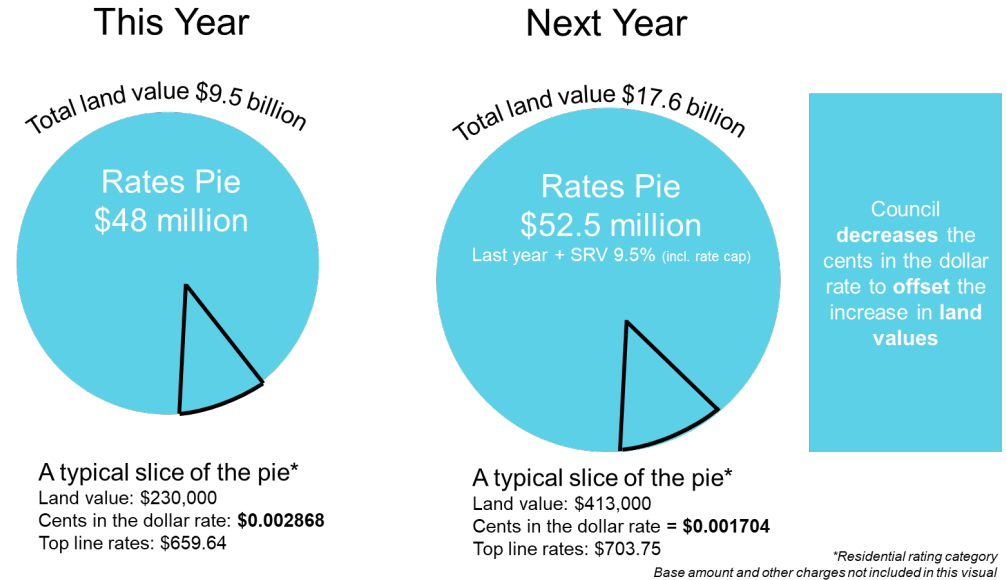 This Year
Total land value $9.5 billion
Rates Pie
$48 million
A typical slice of the pie*
Land value: $230,000
Cents in the dollar rate: $0.002868
Top line rates: $659.64
Next Year
Total land value $17.6 billion
Rates Pie
$52.5 million
Last year + SRV 9.5% (incl. rate cap)
A typical slice of the pie*
Land value: $413,000
Cents in the dollar rate = $0.001704
Top line rates: $703.75
Council
decreases the
cents in the dollar
rate to offset the
increase in land
values
*Residential rating category
Base amount and other charges not included in this visual